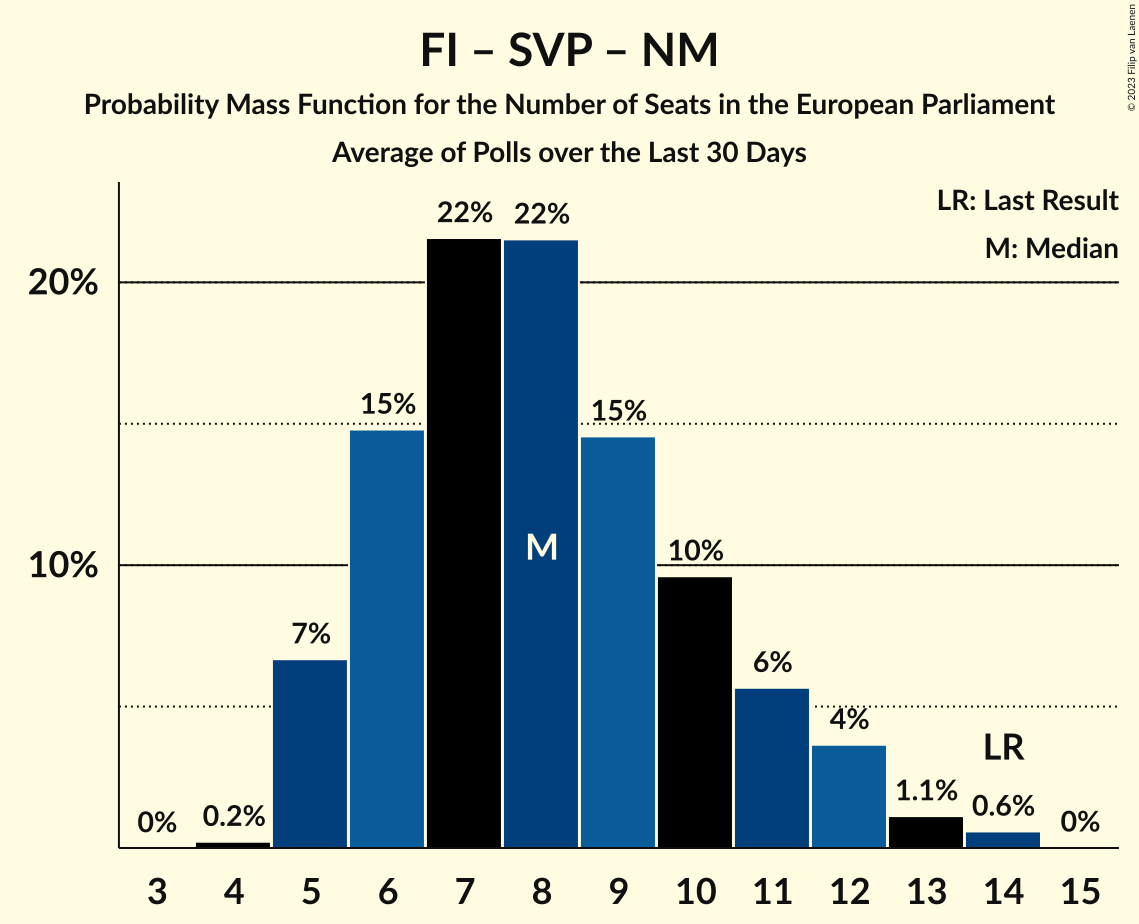 FI – SVP – NM
Probability Mass Function for the Number of Seats in the European Parliament
Average of Polls over the Last 30 Days
© 2023 Filip van Laenen
LR: Last Result
M: Median
22% 22%
20%
15% 15%
M
10% 10%
7%
6%
4%
LR
0% 0.2% 1.1% 0.6% 0%
3 4 5 6 7 8 9 10 11 12 13 14 15